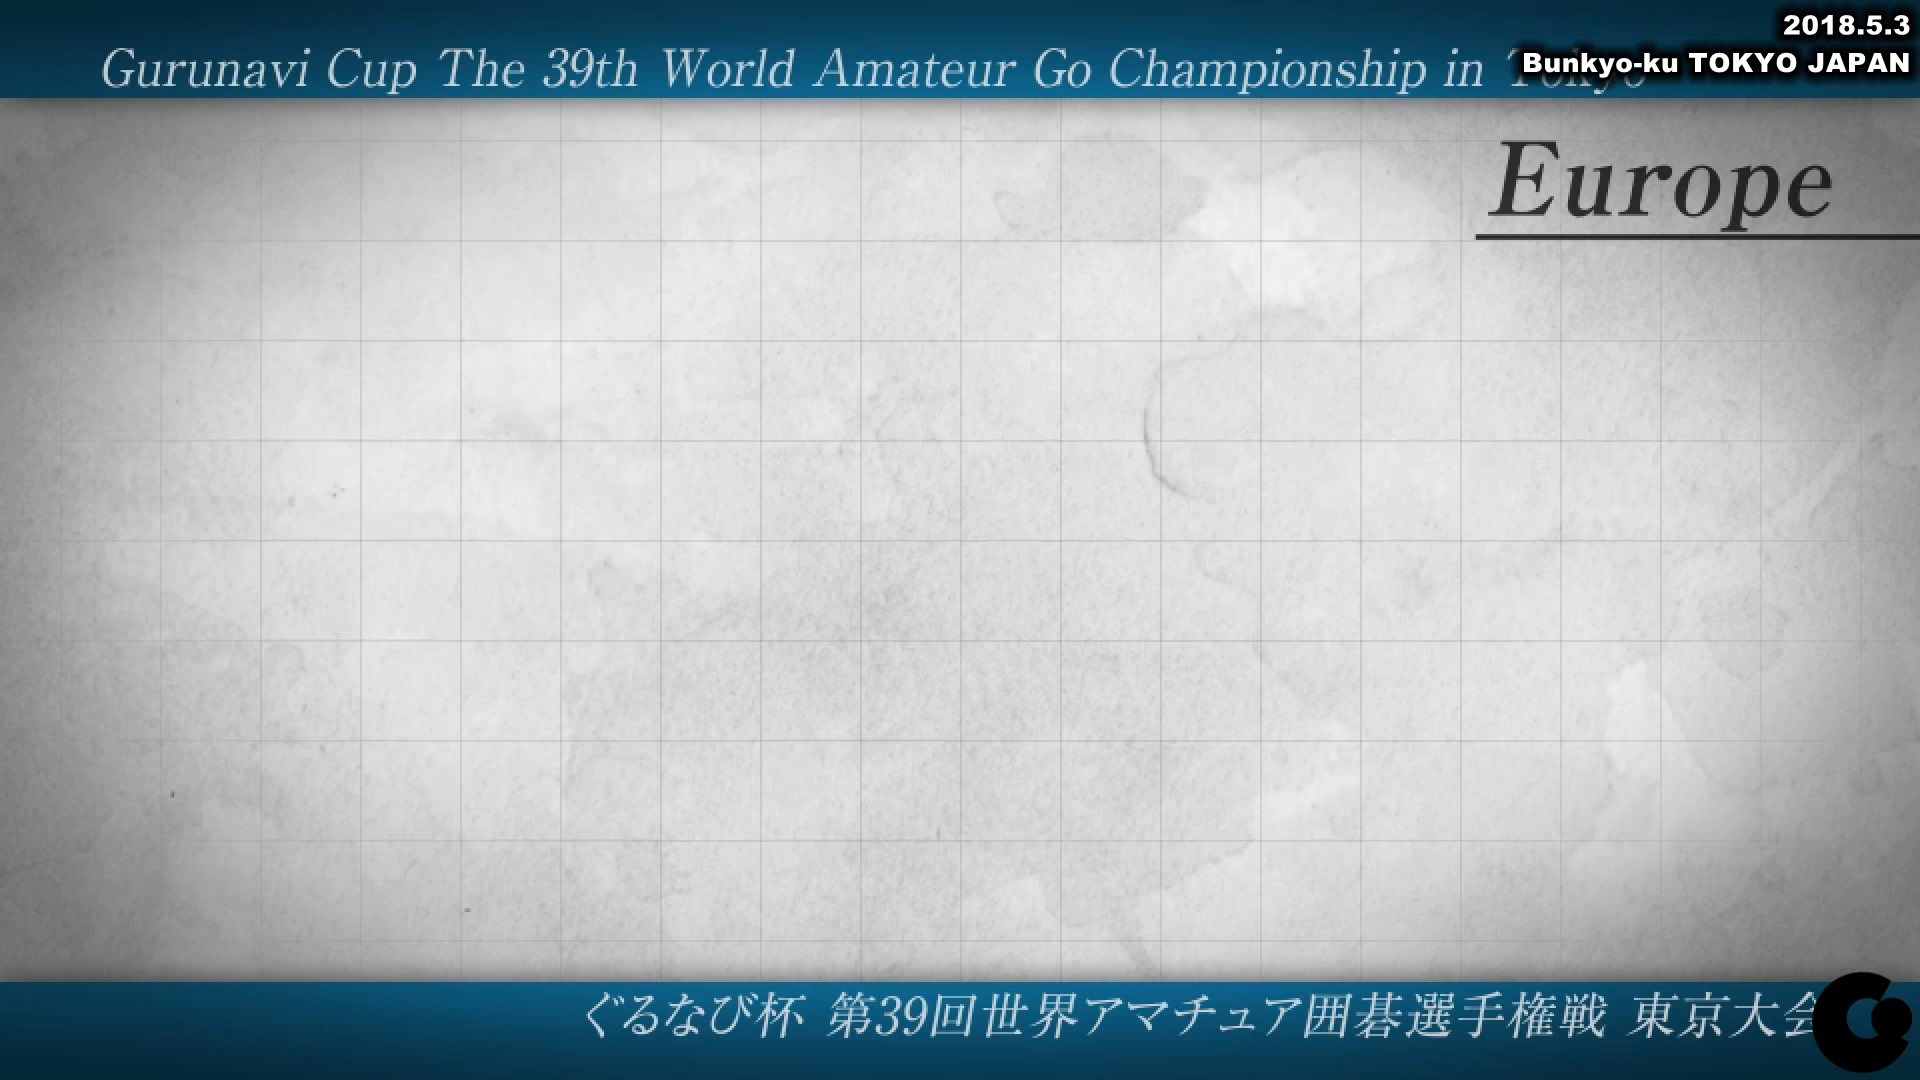 2018.5.3
Gurunavi Cup The 39th World Amateur Go Championship in Tokyo
Bunkyo-ku TOKYO JAPAN
Europe
ぐるなび杯 第39回世界アマチュア囲碁選手権戦 東京大会